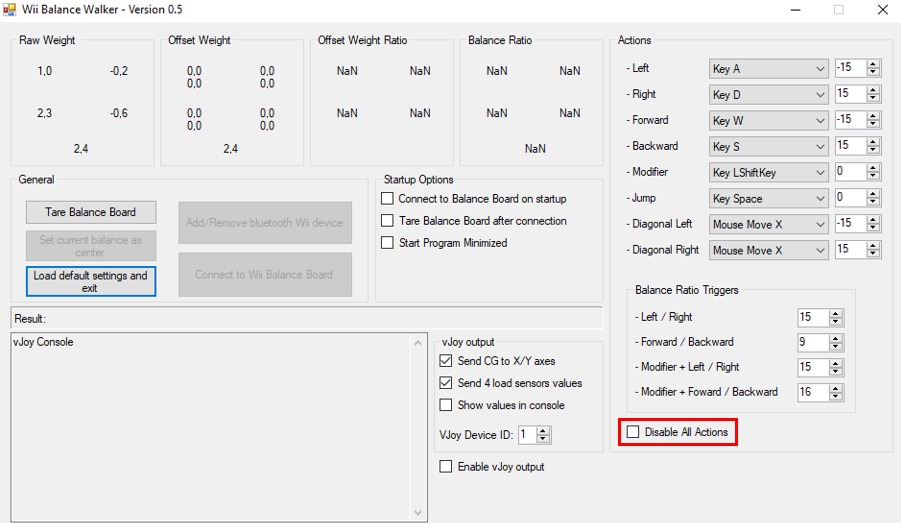 Wii Balance Walker - Version 0.5
Raw Weight
1,0 -0,2
2,3 -0,6
2,4
Offset Weight
0,0 0,0
0,0 0,0
0,0 0,0
0,0 0,0
2,4
Offset Weight Ratio
NaN NaN
NaN NaN
Balance Ratio
NaN NaN
NaN NaN
NaN
Actions
- Left Key A -15
- Right Key D 15
- Forward Key W -15
- Backward Key S 15
- Modifier Key LShiftKey 0
- Jump Key Space 0
- Diagonal Left Mouse Move X -15
- Diagonal Right Mouse Move X 15
General
Tare Balance Board
Set current balance as
center
Load default settings and
exit
Add/Remove bluetooth Wii device
Connect to Wii Balance Board
Startup Options
Connect to Balance Board on startup
Tare Balance Board after connection
Start Program Minimized
Balance Ratio Triggers
- Left / Right 15
- Forward / Backward 9
- Modifier + Left / Right 15
- Modifier + Foward / Backward 16
Disable All Actions
Result:
vJoy Console
vJoy output
Send CG to X/Y axes
Send 4 load sensors values
Show values in console
VJoy Device ID: 1
Enable vJoy output